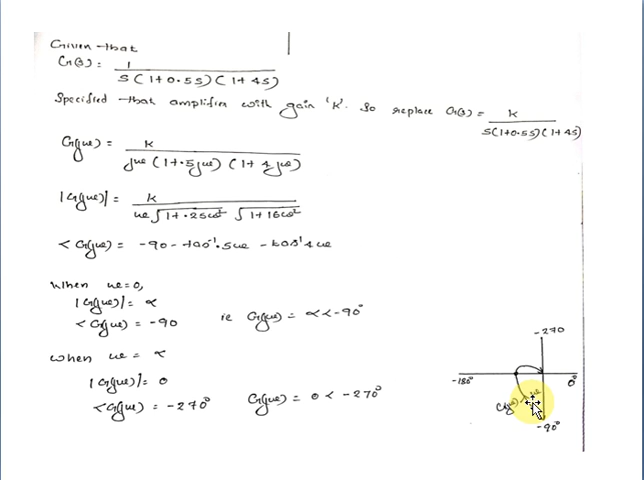 Given that
G(s) = 1 / S(1+0.5s)(1+4s)
Specified that amplifier with gain 'K'. So replace G(s) = K / S(1+0.5s)(1+4s)
G(jω) = K / jω(1+.5jω)(1+4jω)
|G(jω)| = K / ω√1+.25ω² √1+16ω²
<G(jω) = -90 - tan⁻¹.5ω - tan⁻¹4ω
When ω=0,
|G(jω)| = ∝
<G(jω) = -90 ie G(jω) = ∝<-90°
when ω = ∝
|G(jω)| = 0
<G(jω) = -270° G(jω) = 0 < -270°
-270
-180° 0°
G(jω)
-90°